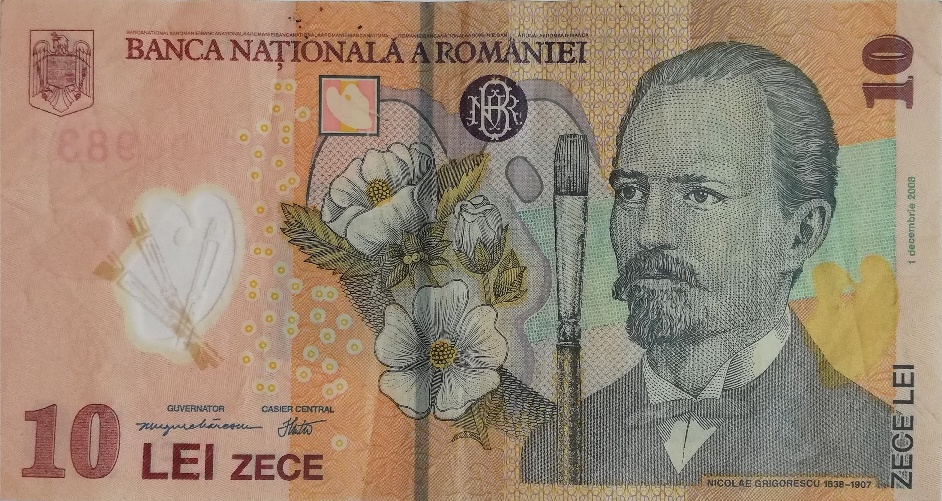 BANCA NAȚIONALĂ A ROMÂNIEI
10
1 decembrie 2008
GUVERNATOR CASIER CENTRAL
10 LEI ZECE
ZECE LEI
NICOLAE GRIGORESCU 1838–1907